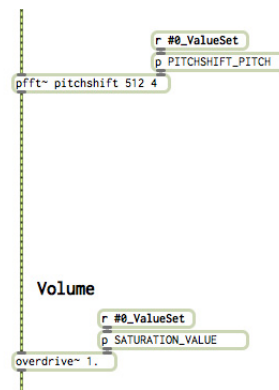 r #0_ValueSet
p PITCHSHIFT_PITCH
pfft~ pitchshift 512 4
Volume
r #0_ValueSet
p SATURATION_VALUE
overdrive~ 1.